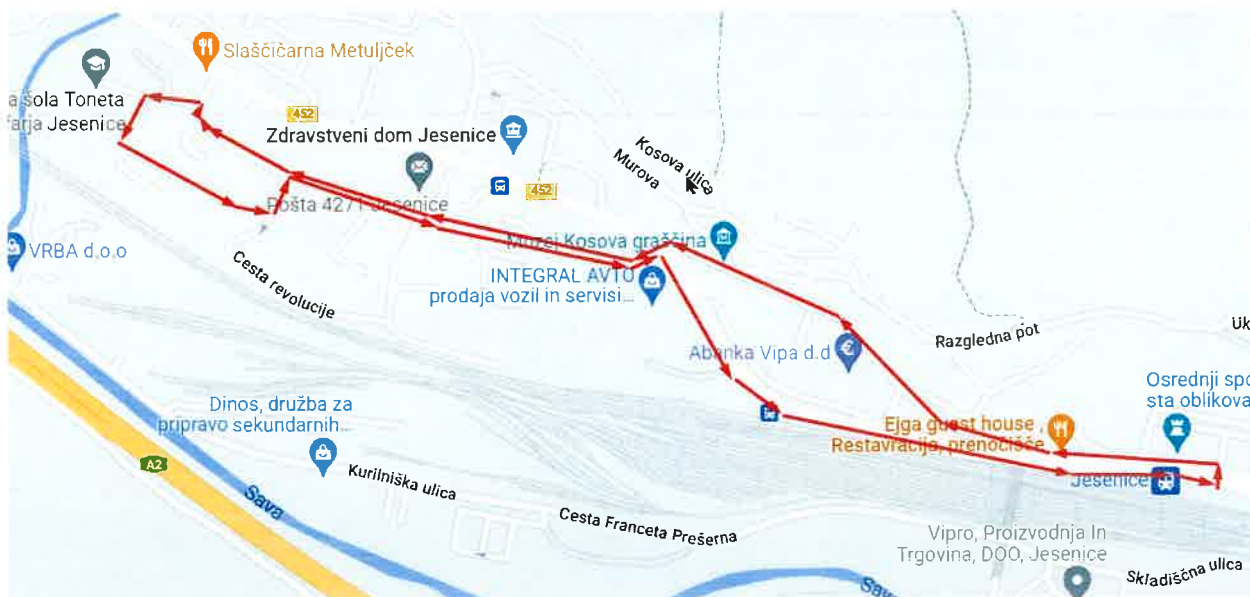 Slaščičarna Metuljček
a šola Toneta
farja Jesenice
452
Zdravstveni dom Jesenice
452
Kosova ulica
Murova
Pošta 4271 Jesenice
Muzej Kosova graščina
VRBA d.o.o
Cesta revolucije
INTEGRAL AVTO
prodaja vozil in servisi...
Razgledna pot
Uk
Abanka Vipa d.d
Osrednji spo
sta oblikova
Dinos, družba za
pripravo sekundarnih...
Ejga guest house ,
Restavracija, prenočišče
A2
Kurilniška ulica
Jesenice
Sava
Cesta Franceta Prešerna
Vipro, Proizvodnja In
Trgovina, DOO, Jesenice
Skladiščna ulica
Sava